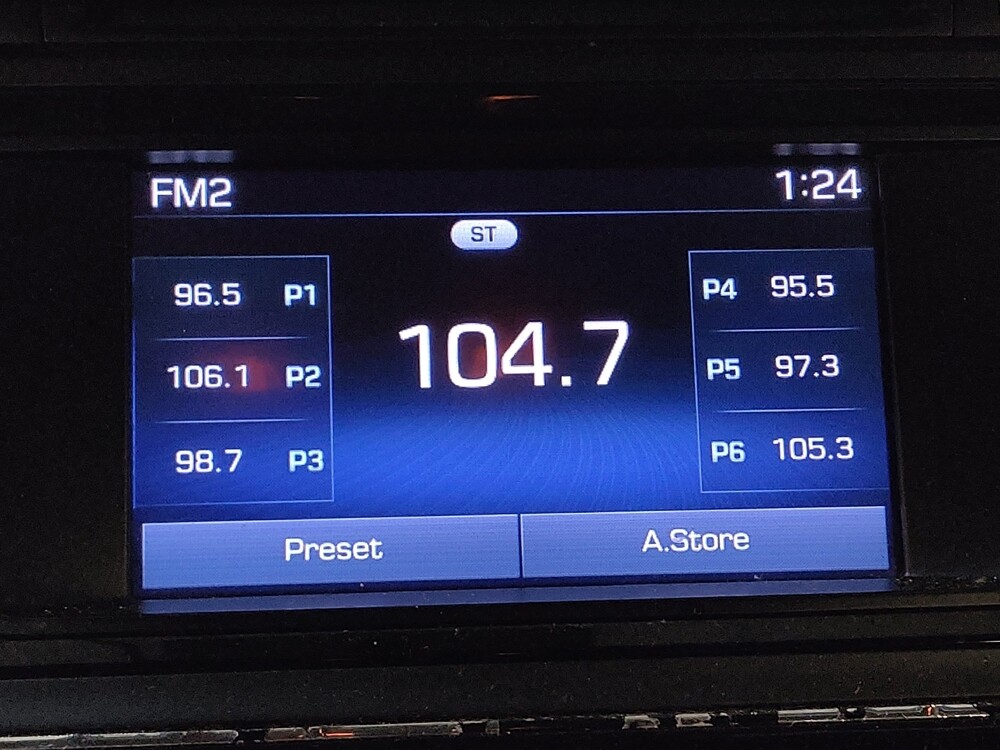 FM2 1:24
ST
96.5 P1
106.1 P2
98.7 P3
104.7
P4 95.5
P5 97.3
P6 105.3
Preset A.Store